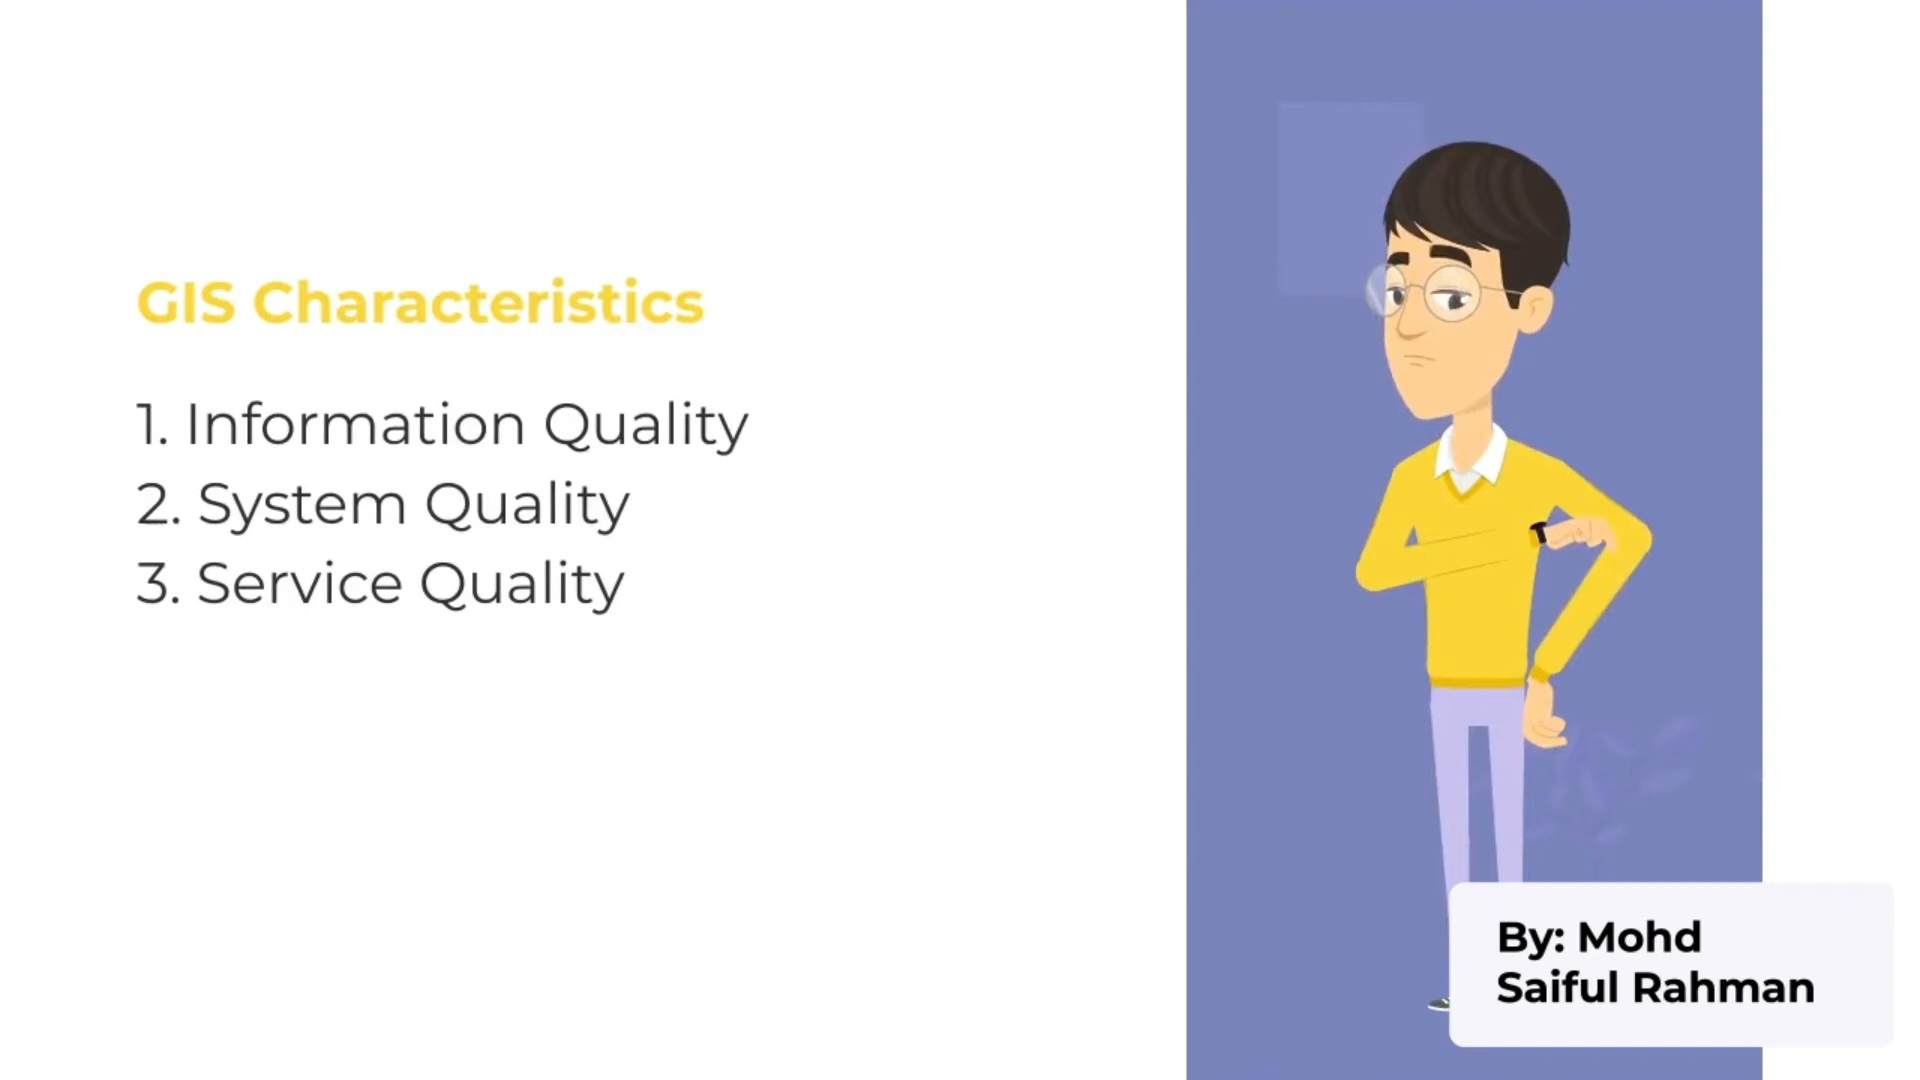 GIS Characteristics
1. Information Quality
2. System Quality
3. Service Quality
By: Mohd
Saiful Rahman